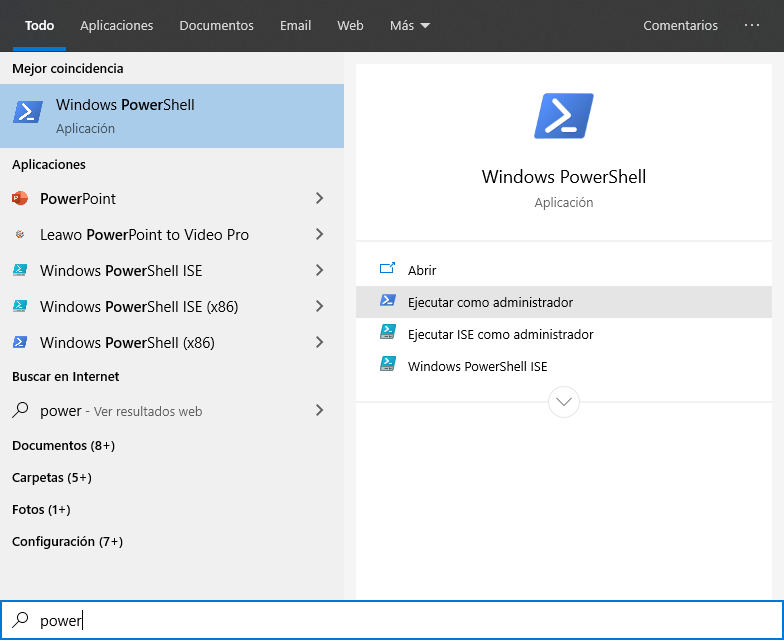 Todo Aplicaciones Documentos Email Web Más Comentarios ...
Mejor coincidencia
Windows PowerShell
Aplicación
Aplicaciones
PowerPoint
Leawo PowerPoint to Video Pro
Windows PowerShell ISE
Windows PowerShell ISE (x86)
Windows PowerShell (x86)
Buscar en Internet
power - Ver resultados web
Documentos (8+)
Carpetas (5+)
Fotos (1+)
Configuración (7+)
Windows PowerShell
Aplicación
Abrir
Ejecutar como administrador
Ejecutar ISE como administrador
Windows PowerShell ISE
power